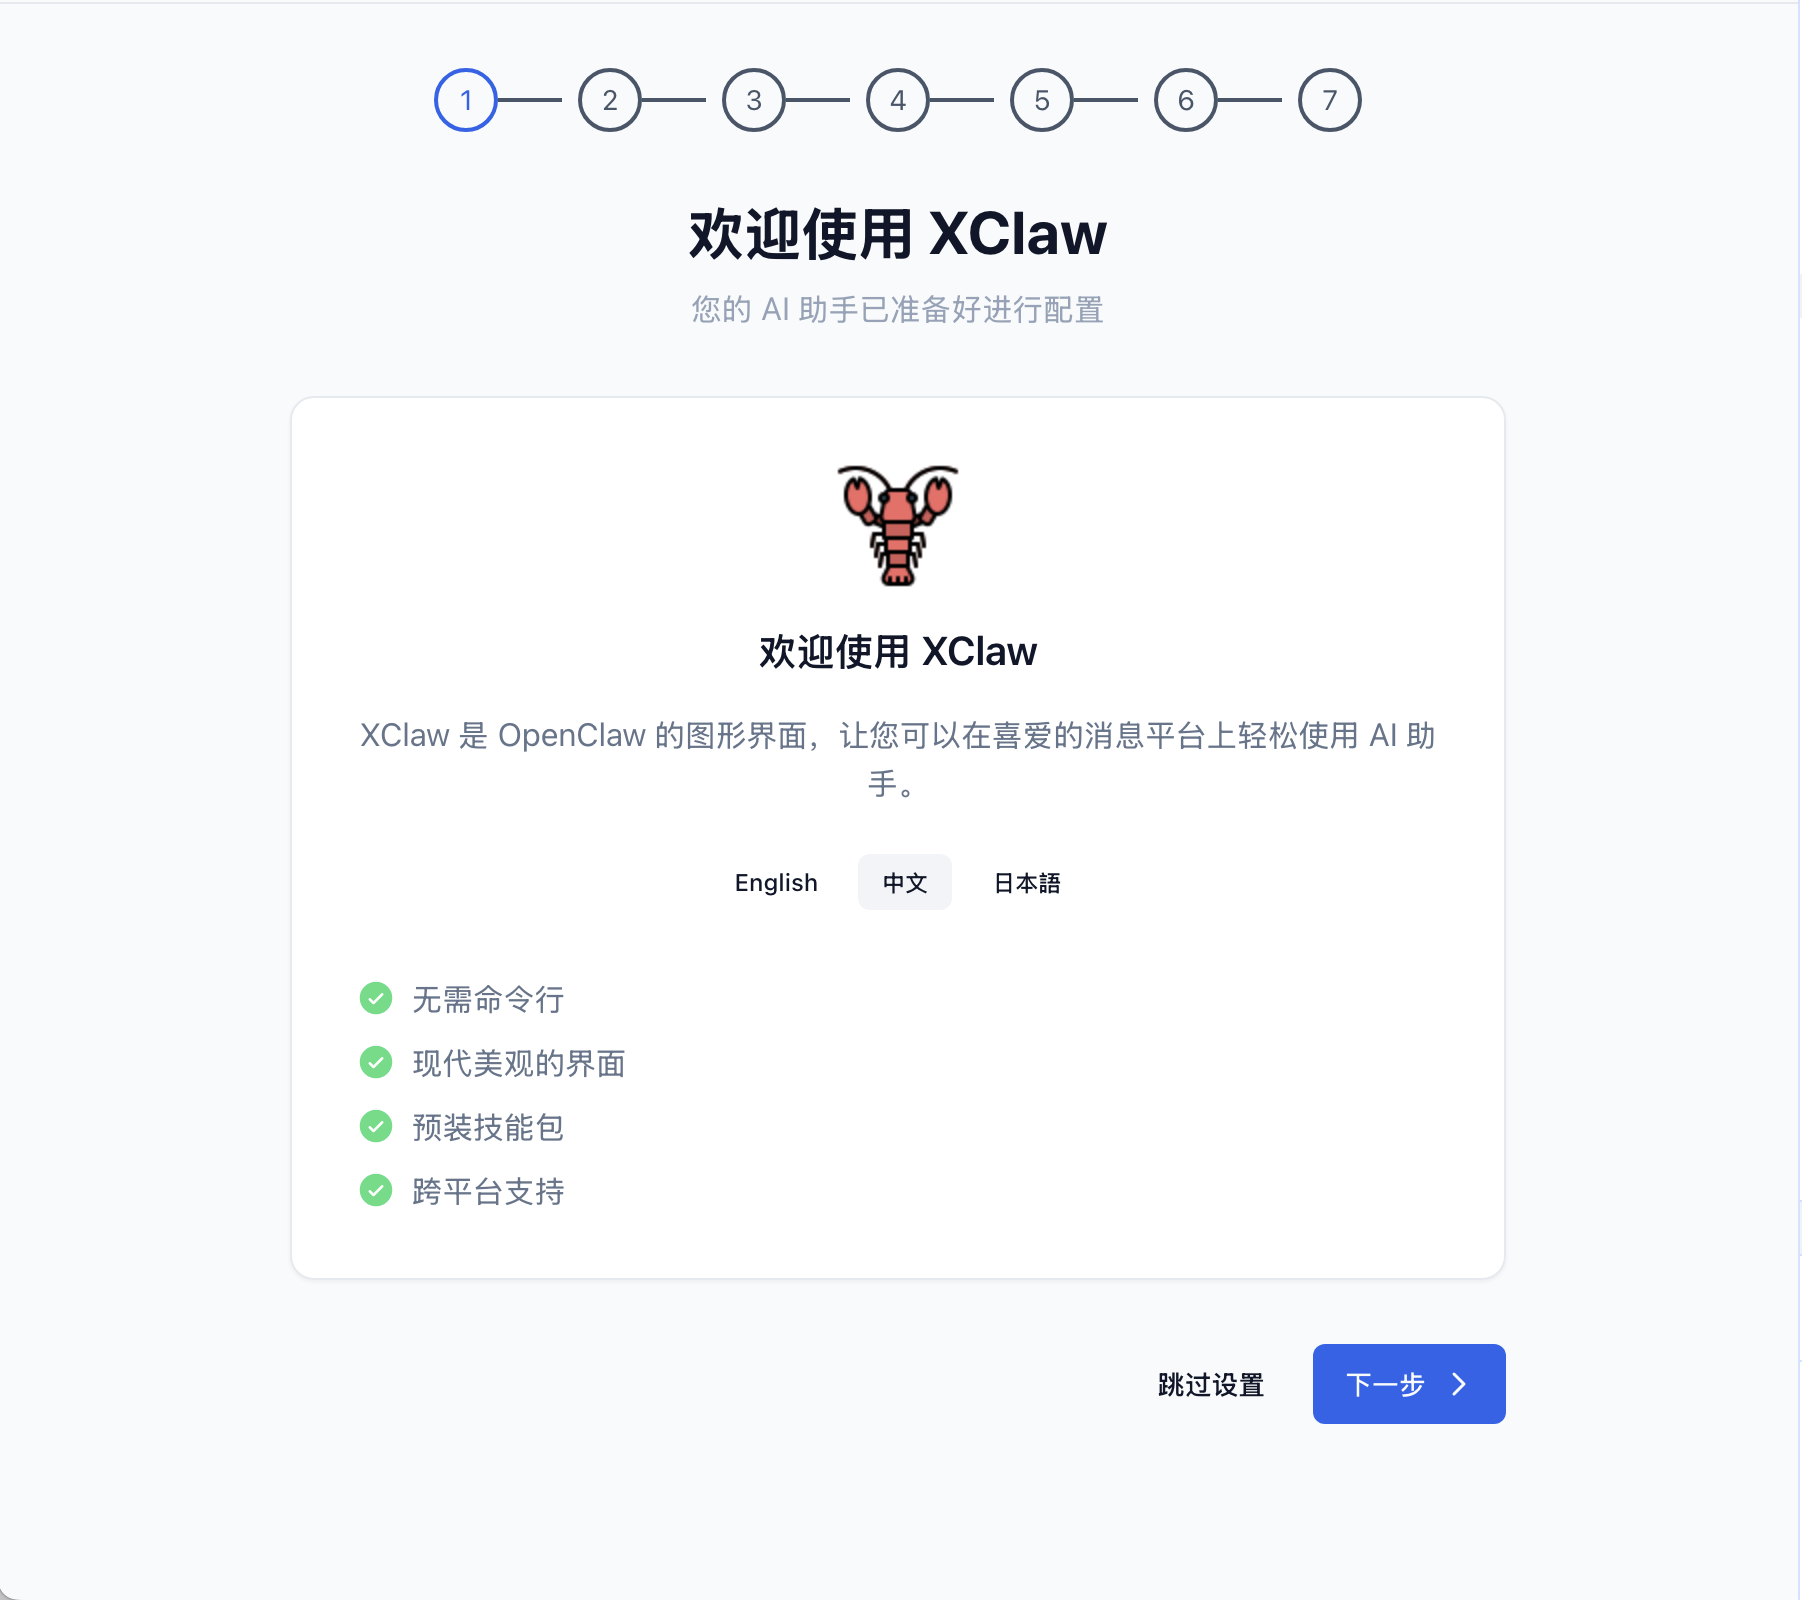 1 2 3 4 5 6 7
欢迎使用 XClaw
您的 AI 助手已准备好进行配置
欢迎使用 XClaw
XClaw 是 OpenClaw 的图形界面，让您可以在喜爱的消息平台上轻松使用 AI 助
手。
English 中文 日本語
无需命令行
现代美观的界面
预装技能包
跨平台支持
跳过设置 下一步